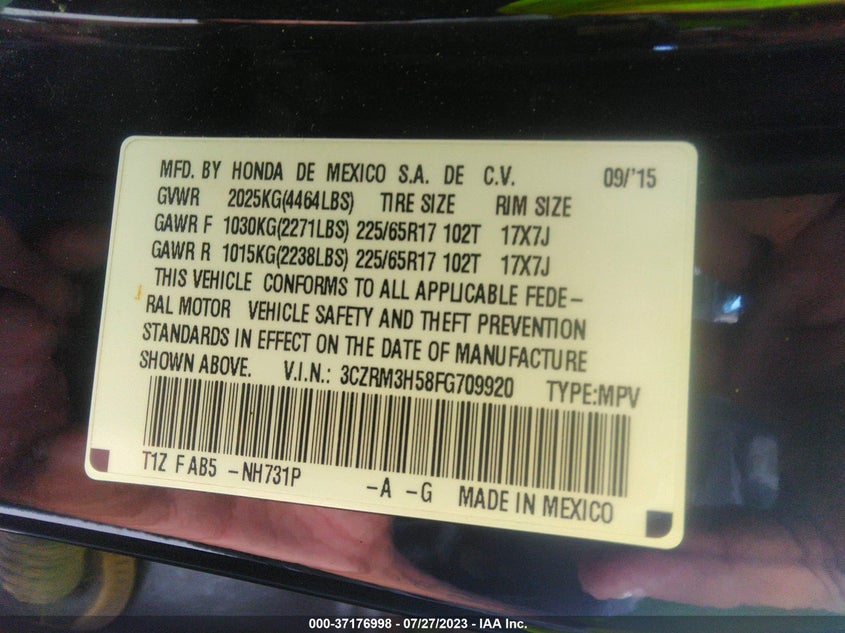 MFD. BY HONDA DE MEXICO S.A. DE C.V. 09/'15
GVWR 2025KG(4464LBS) TIRE SIZE RIM SIZE
GAWR F 1030KG(2271LBS) 225/65R17 102T 17X7J
GAWR R 1015KG(2238LBS) 225/65R17 102T 17X7J
THIS VEHICLE CONFORMS TO ALL APPLICABLE FEDE-
RAL MOTOR VEHICLE SAFETY AND THEFT PREVENTION
STANDARDS IN EFFECT ON THE DATE OF MANUFACTURE
SHOWN ABOVE. V.I.N.: 3CZRM3H58FG709920 TYPE:MPV
T1Z FAB5 -NH731P -A -G MADE IN MEXICO
000-37176998 - 07/27/2023 - IAA Inc.